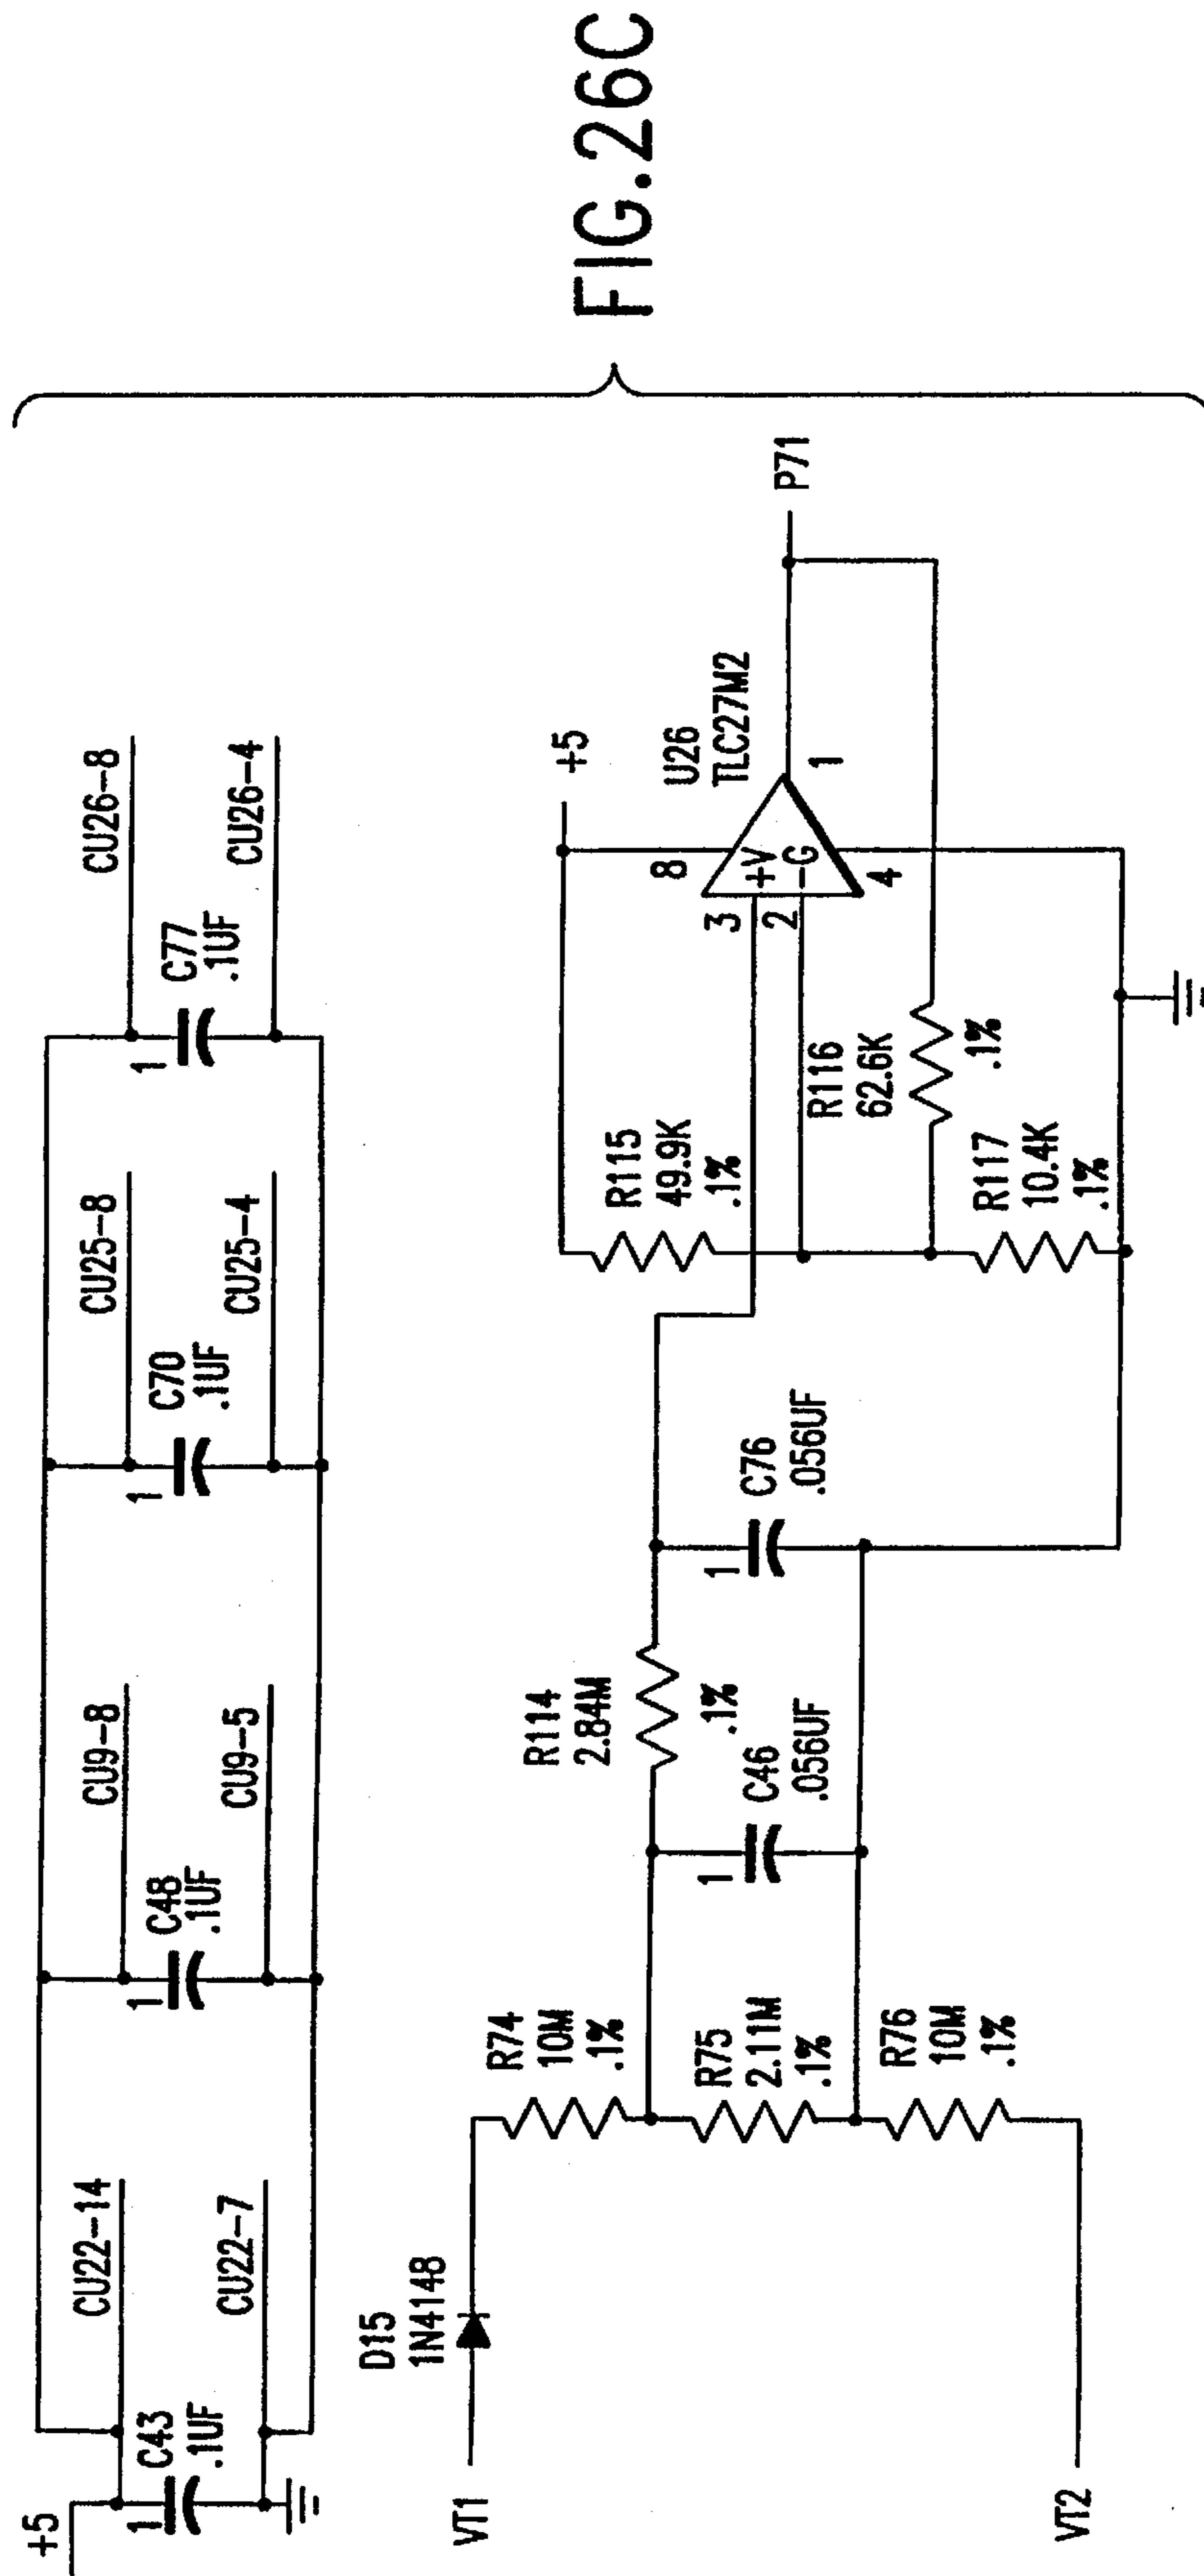 FIG.26C
+5
1
C43
.1UF
CU22-14
CU22-7
1
C48
.1UF
CU9-8
CU9-5
1
C70
.1UF
CU25-8
CU25-4
1
C77
.1UF
CU26-8
CU26-4
VT1
D15
1N4148
R74
10M
.1%
R75
2.11M
.1%
R76
10M
.1%
VT2
R114
2.84M
.1%
1
C46
.056UF
1
C76
.056UF
R115
49.9K
.1%
R116
62.6K
.1%
R117
10.4K
.1%
+5
8
3
+V
2
-G
4
U26
TLC27M2
1
P71